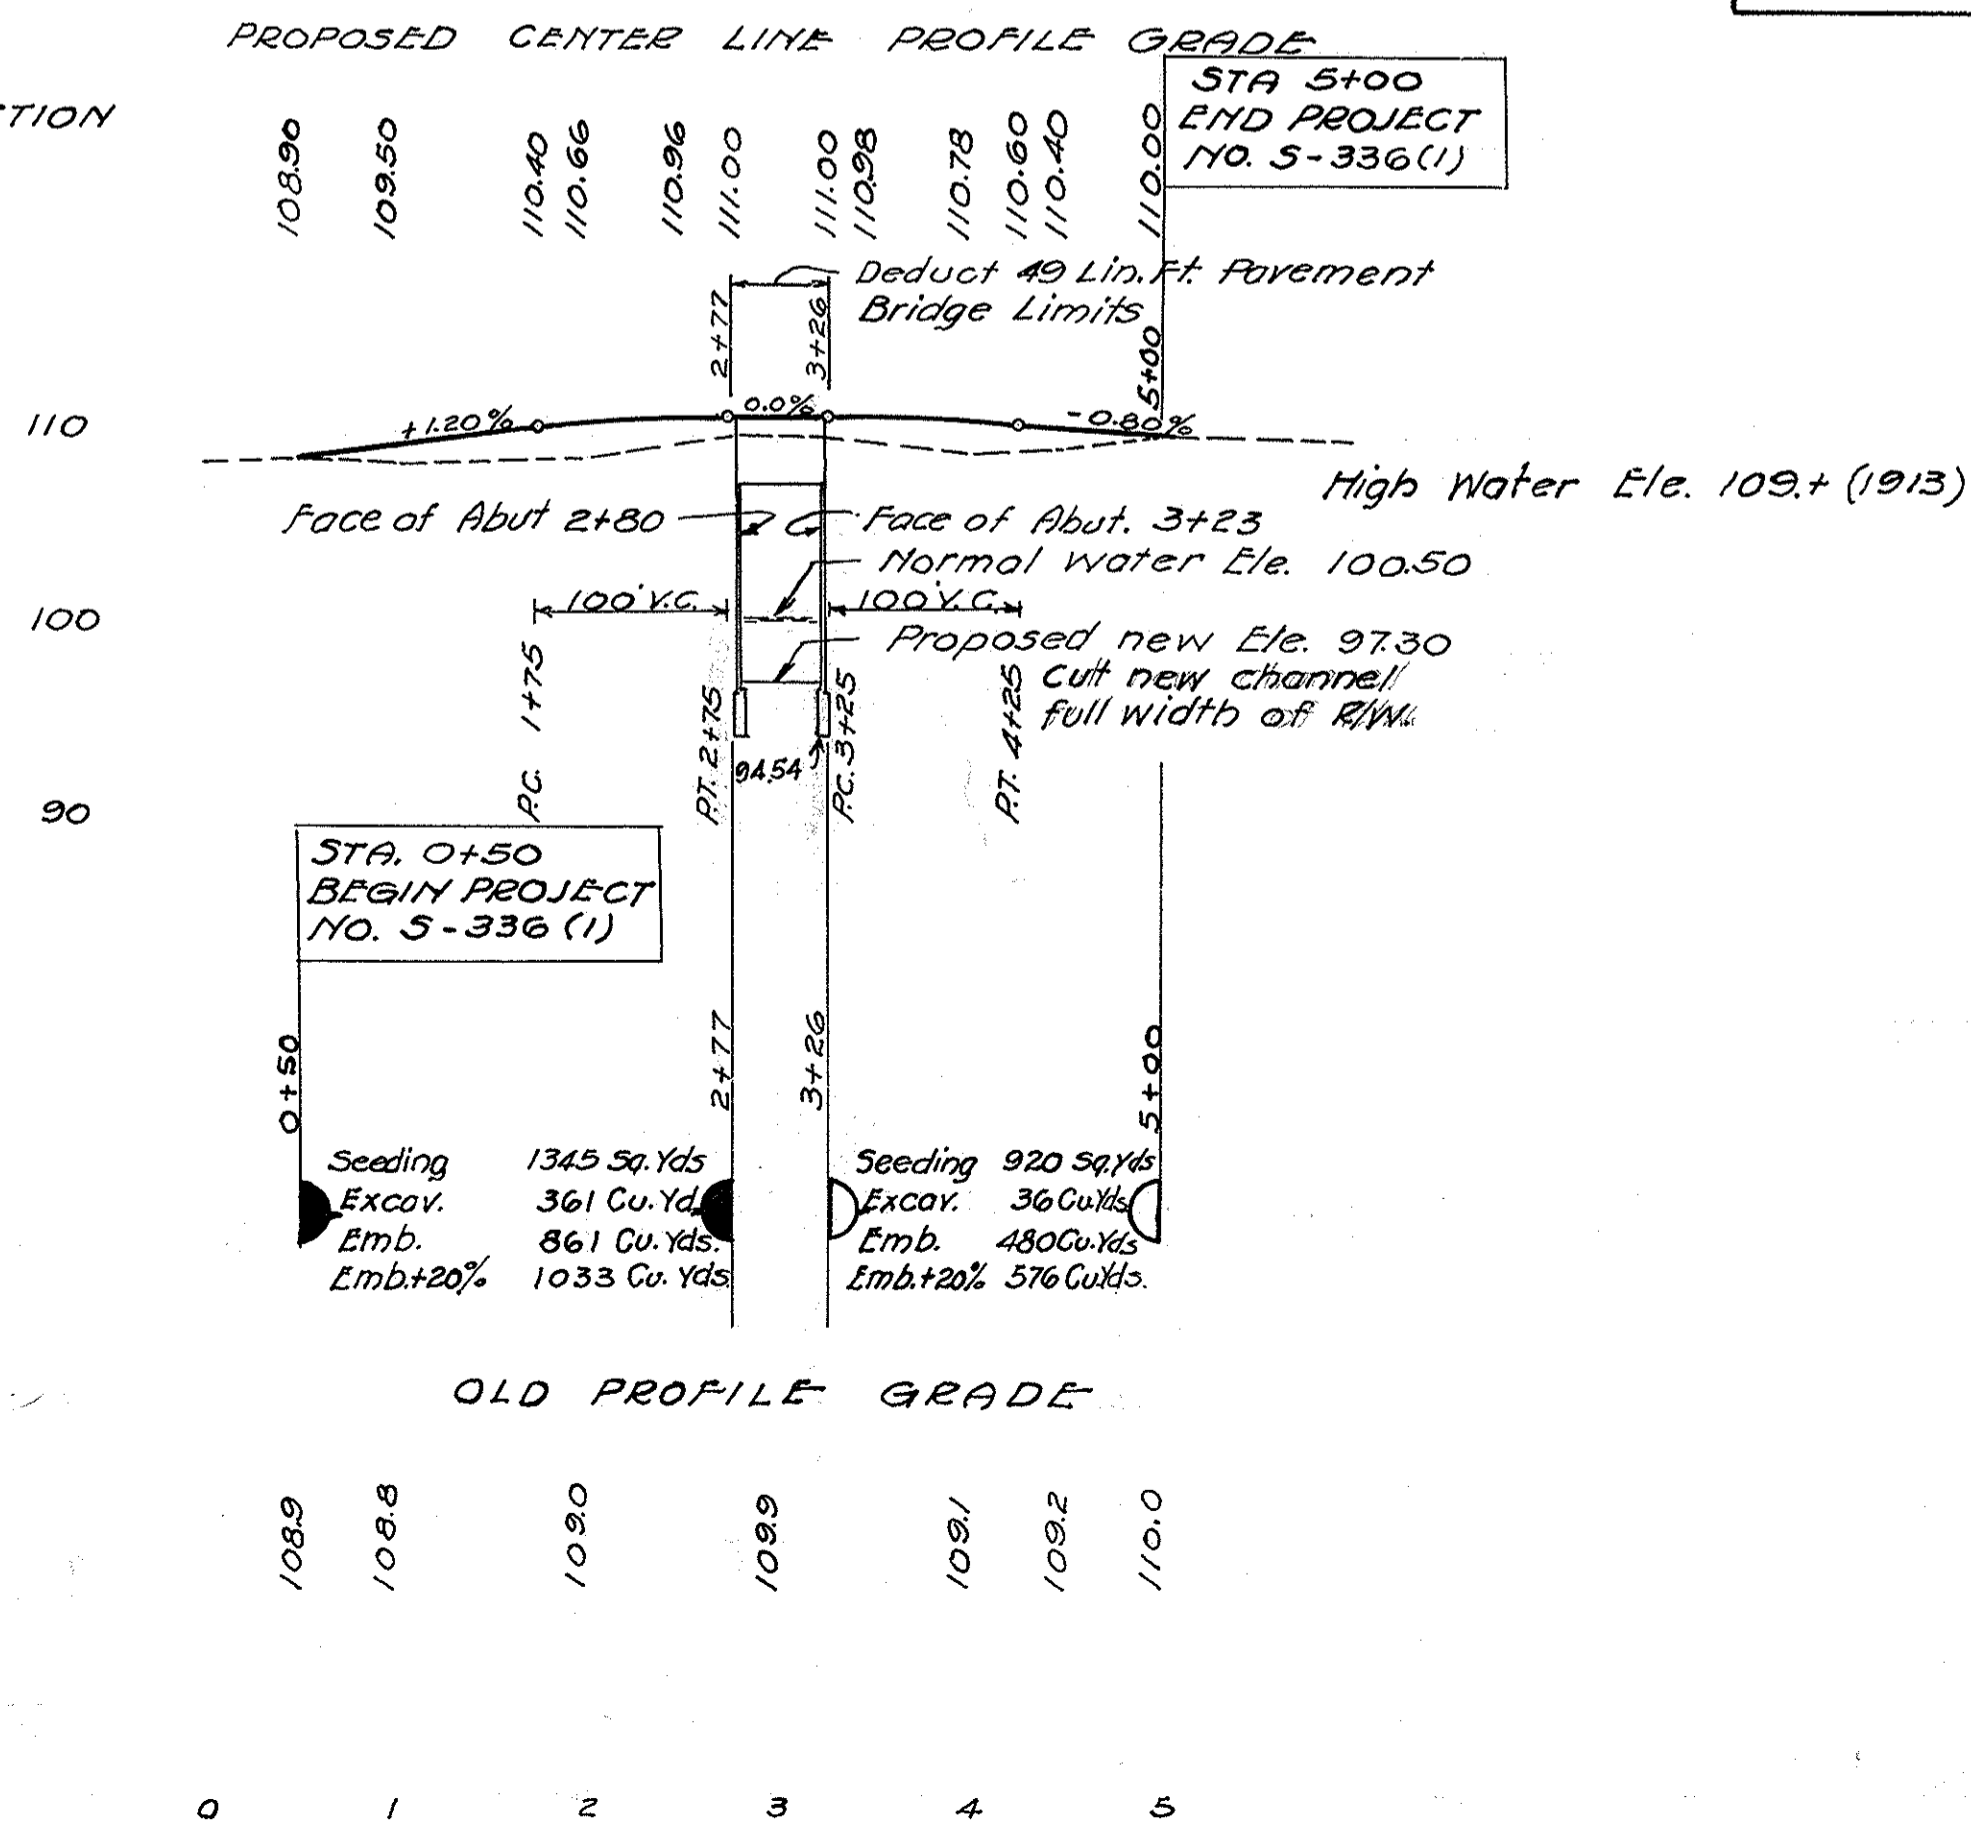 PROPOSED CENTER LINE PROFILE GRADE
STA 5+00
END PROJECT
NO. S-336(1)
108.90
109.50
110.40
110.66
110.96
111.00
111.00
110.98
110.78
110.60
110.40
110.00
Deduct 49 Lin. Ft. Pavement
Bridge Limits
2+77
3+26
5+00
110
+1.20%
0.0%
-0.80%
High Water Ele. 109.+ (1913)
Face of Abut 2+80
Face of Abut. 3+23
Normal Water Ele. 100.50
100
100' V.C.
100' V.C.
Proposed new Ele. 97.30
Cut new channel
full width of R/W.
P.C. 1+75
P.T. 2+75
94.54
P.C. 3+25
P.T. 4+25
90
STA. 0+50
BEGIN PROJECT
NO. S-336 (1)
0+50
2+77
3+26
5+00
Seeding 1345 Sq. Yds
Excav. 361 Cu. Yd
Emb. 861 Cu. Yds.
Emb.+20% 1033 Cu. Yds.
Seeding 920 Sq. Yds
Excav. 36 Cu. Yds.
Emb. 480 Cu. Yds
Emb.+20% 576 Cu. Yds.
OLD PROFILE GRADE
108.9
108.8
109.0
109.9
109.1
109.2
110.0
0 1 2 3 4 5